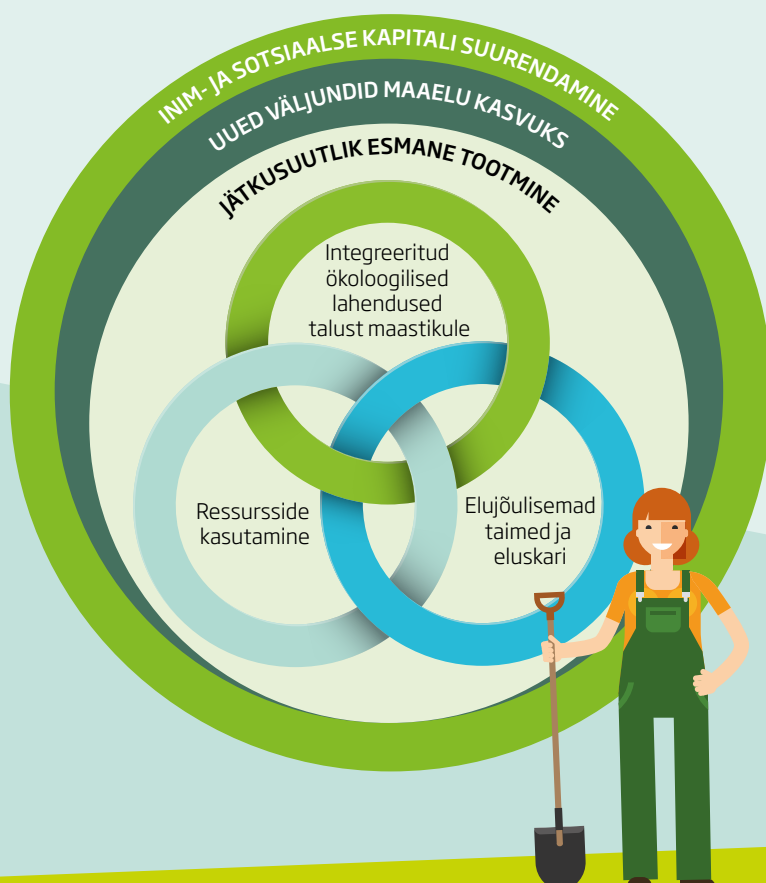 INIM- JA SOTSIAALSE KAPITALI SUURENDAMINE
UUED VÄLJUNDID MAAELU KASVUKS
JÄTKUSUUTLIK ESMANE TOOTMINE
Integreeritud
ökoloogilised
lahendused
talust maastikule
Ressursside
kasutamine
Elujõulisemad
taimed ja
eluskari